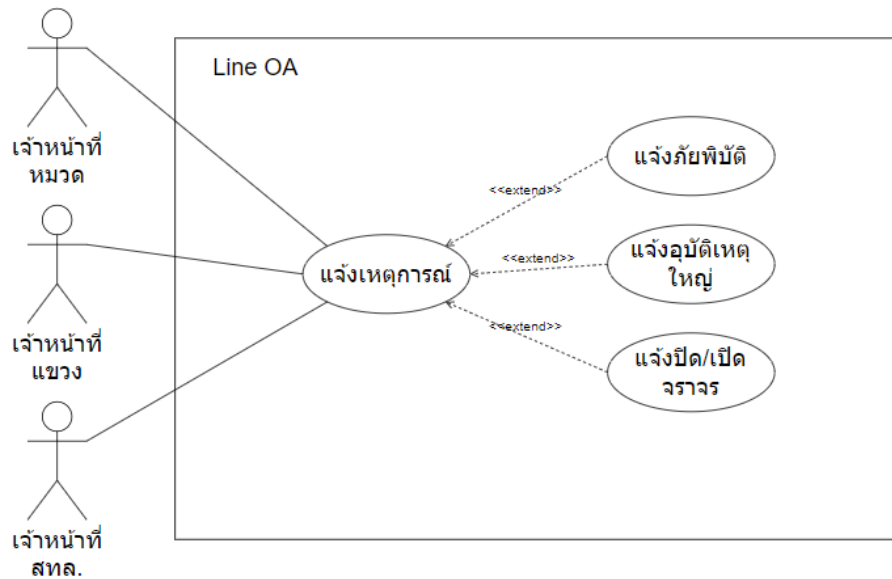 Line OA
เจ้าหน้าที่
หมวด
เจ้าหน้าที่
แขวง
เจ้าหน้าที่
สทล.
แจ้งเหตุการณ์
<<extend>>
<<extend>>
<<extend>>
แจ้งภัยพิบัติ
แจ้งอุบัติเหตุ
ใหญ่
แจ้งปิด/เปิด
จราจร